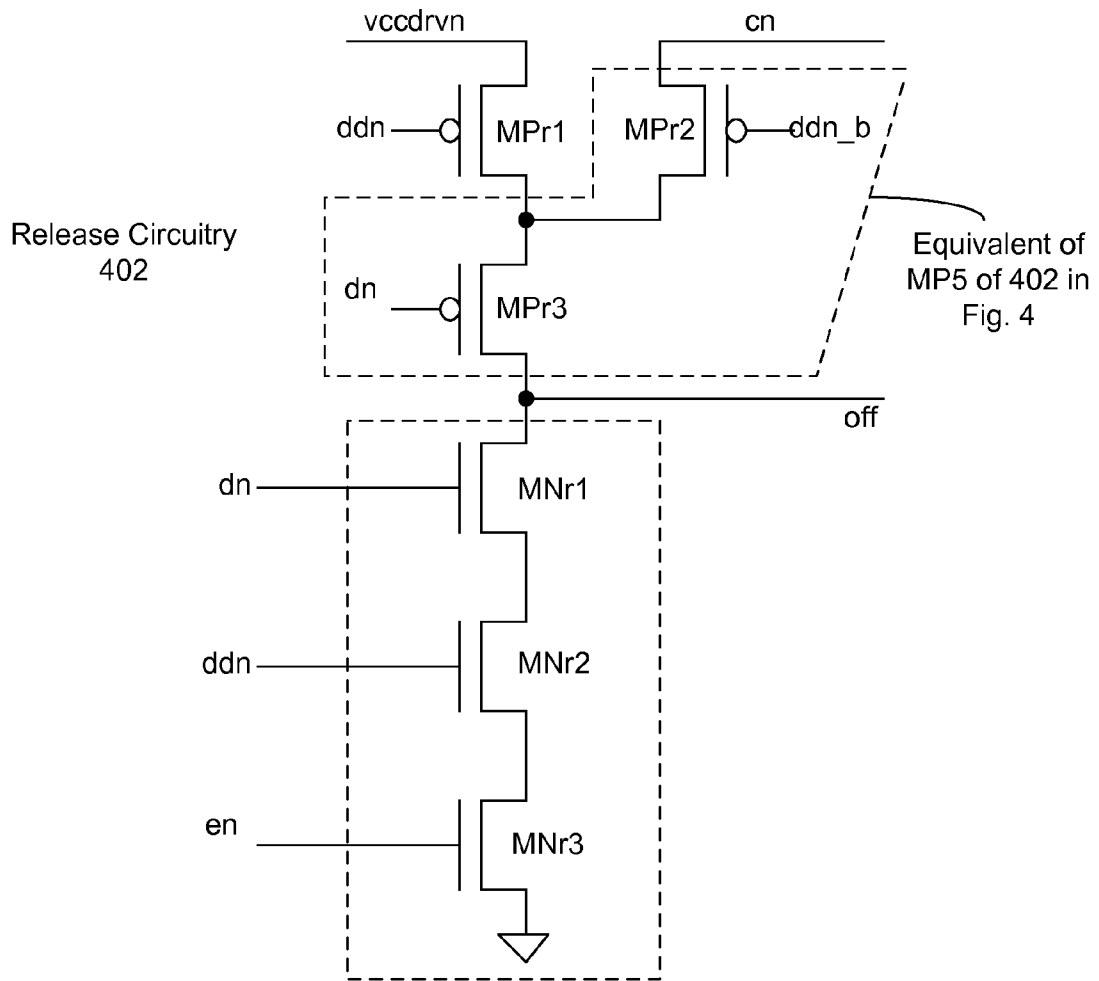 vccdrvn
cn
ddn
MPr1
MPr2
ddn_b
Release Circuitry
402
Equivalent of
MP5 of 402 in
Fig. 4
dn
MPr3
off
dn
MNr1
ddn
MNr2
en
MNr3